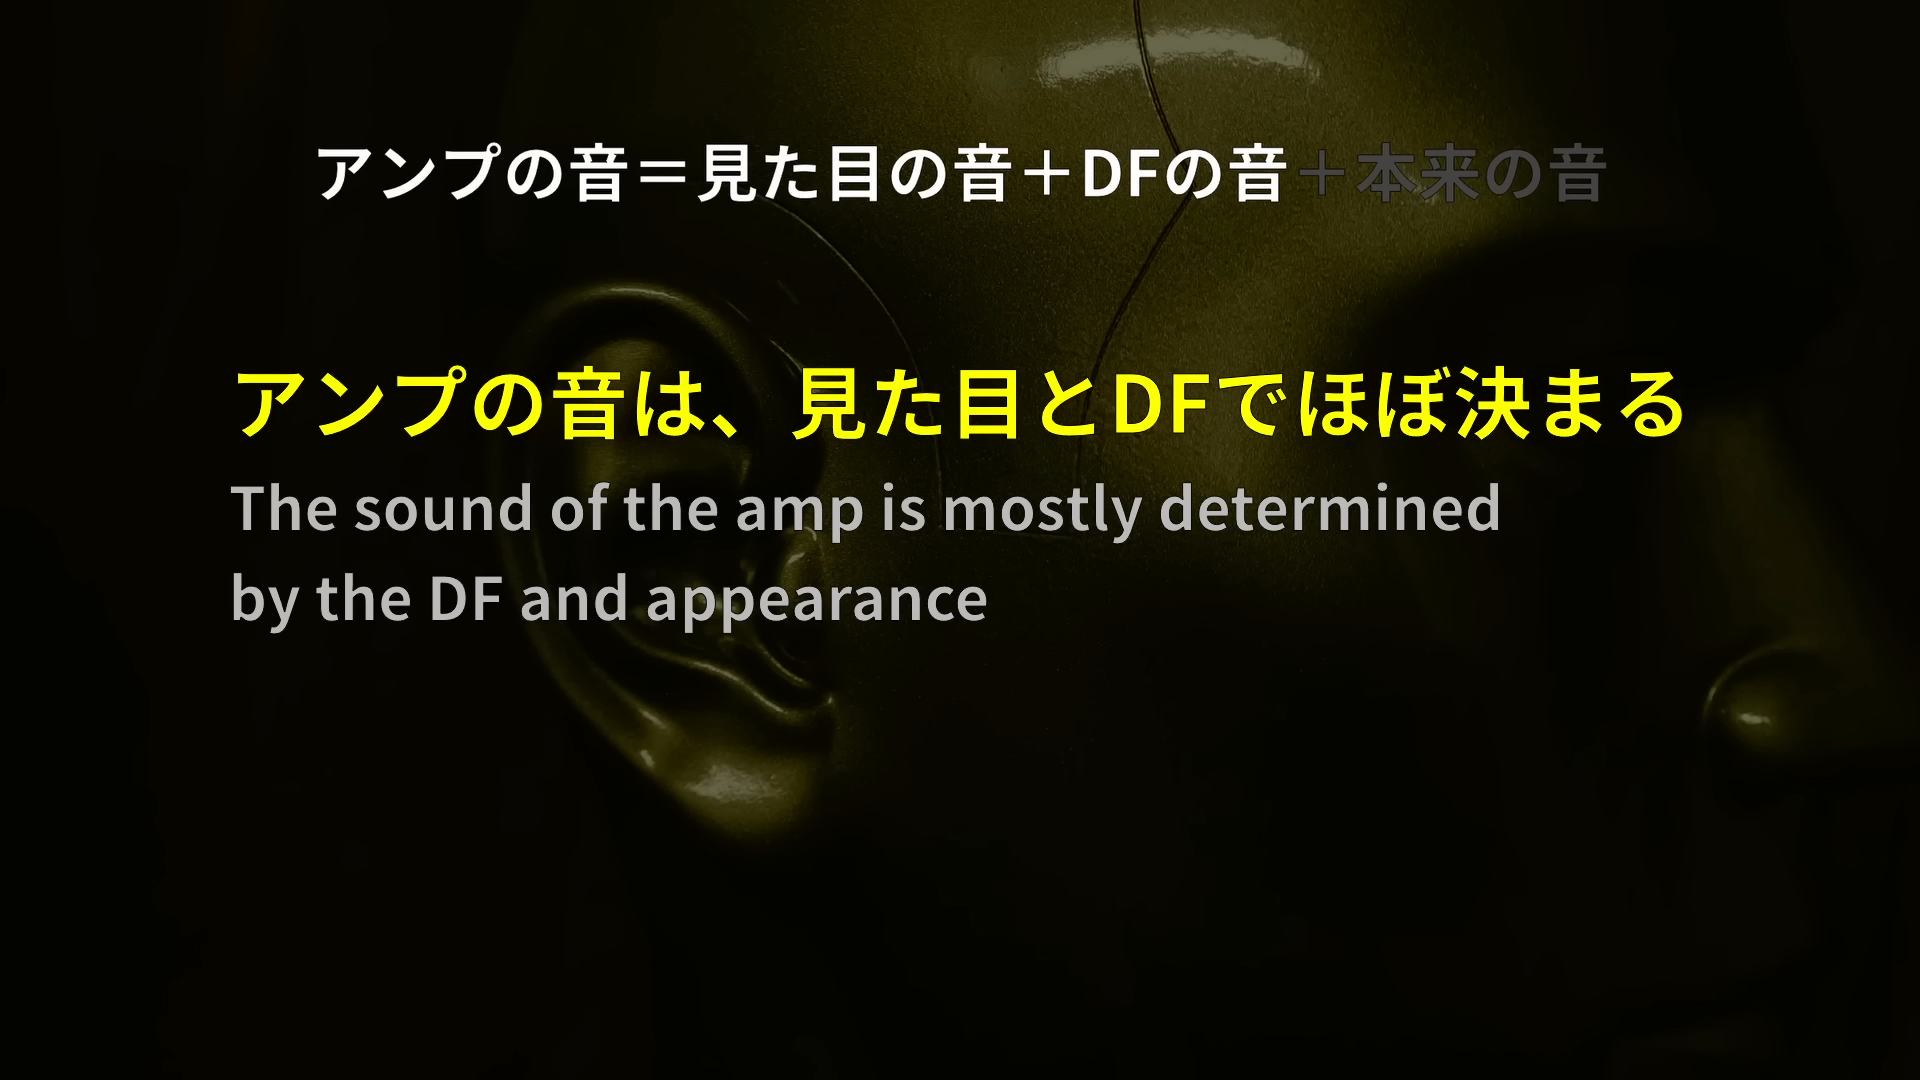 アンプの音＝見た目の音＋DFの音＋本来の音
アンプの音は、見た目とDFでほぼ決まる
The sound of the amp is mostly determined
by the DF and appearance